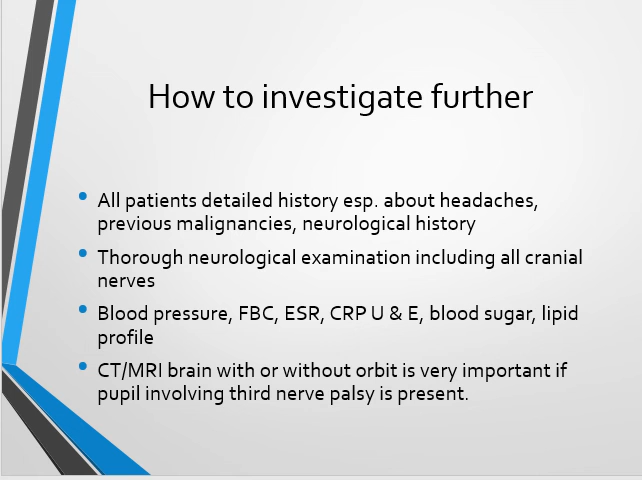 How to investigate further
• All patients detailed history esp. about headaches,
previous malignancies, neurological history
• Thorough neurological examination including all cranial
nerves
• Blood pressure, FBC, ESR, CRP U & E, blood sugar, lipid
profile
• CT/MRI brain with or without orbit is very important if
pupil involving third nerve palsy is present.